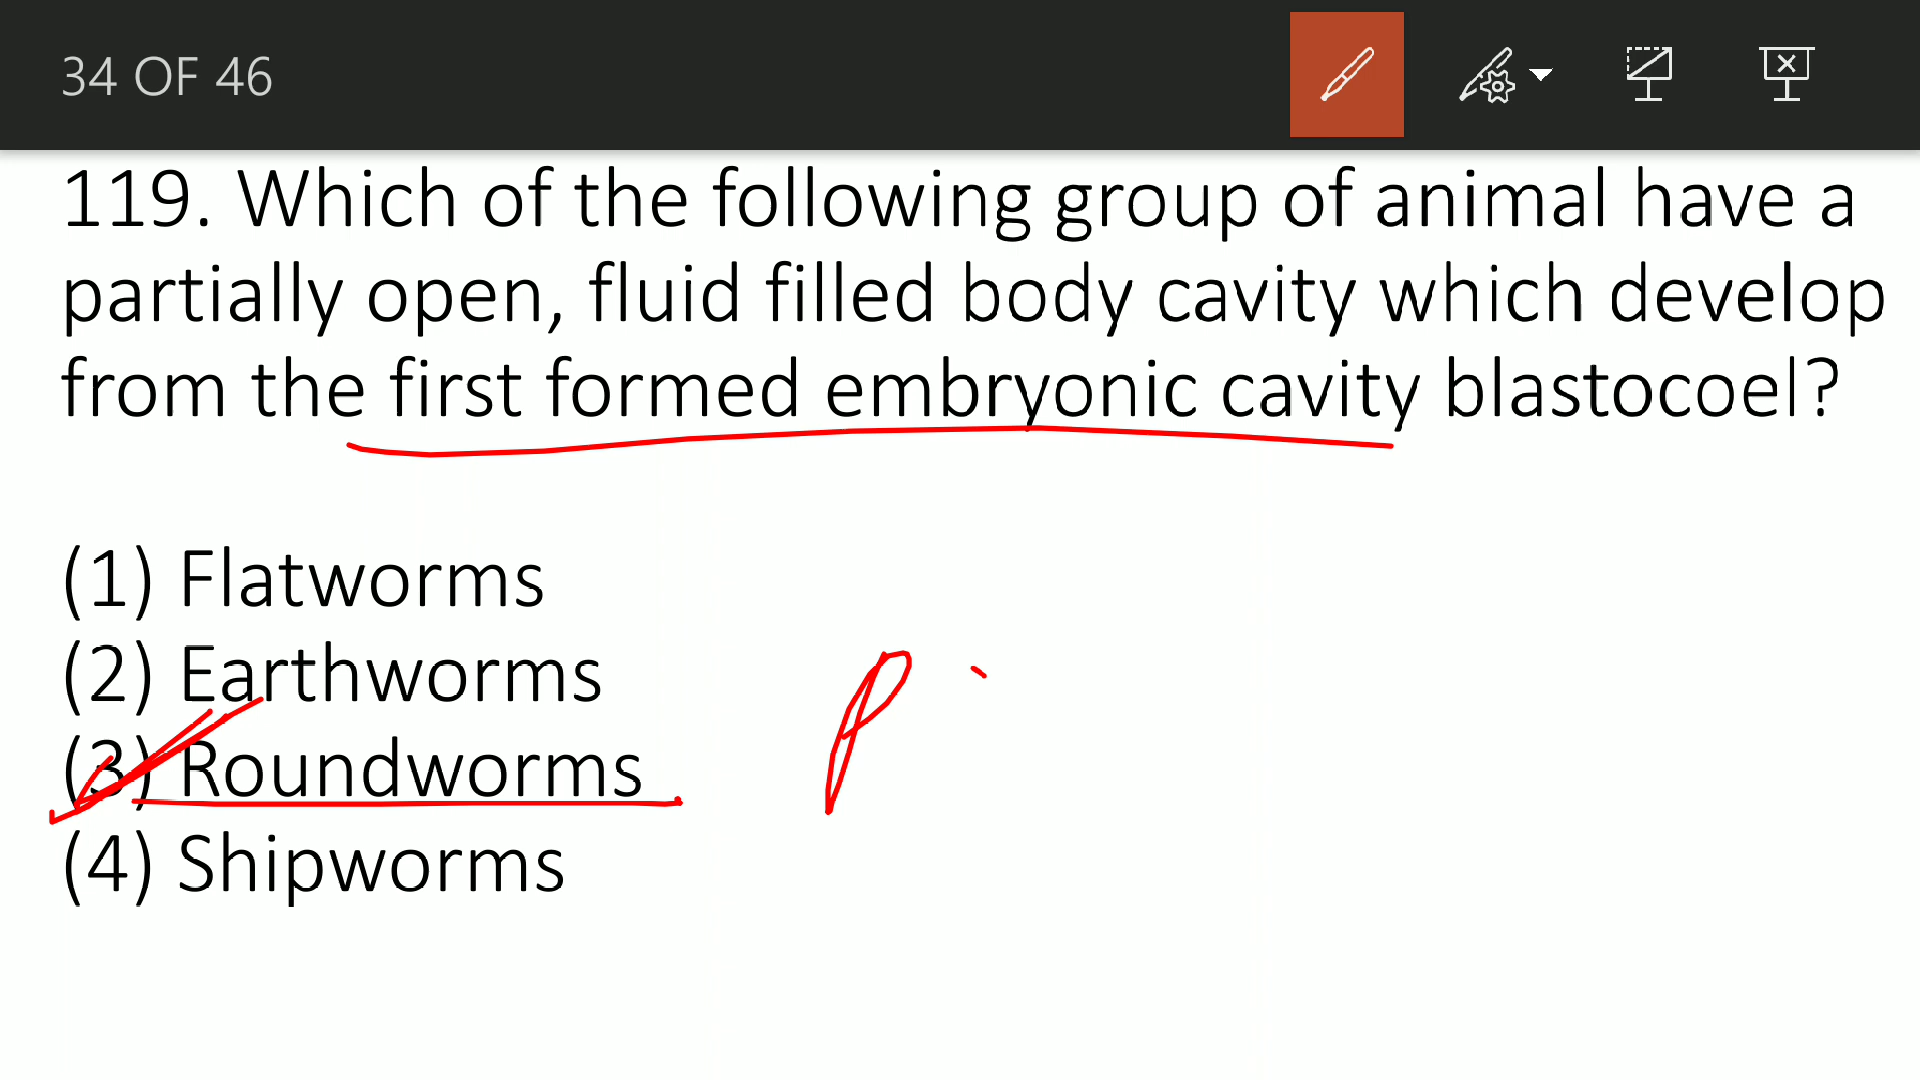 34 OF 46
119. Which of the following group of animal have a
partially open, fluid filled body cavity which develop
from the first formed embryonic cavity blastocoel?
(1) Flatworms
(2) Earthworms
(3) Roundworms
(4) Shipworms
P